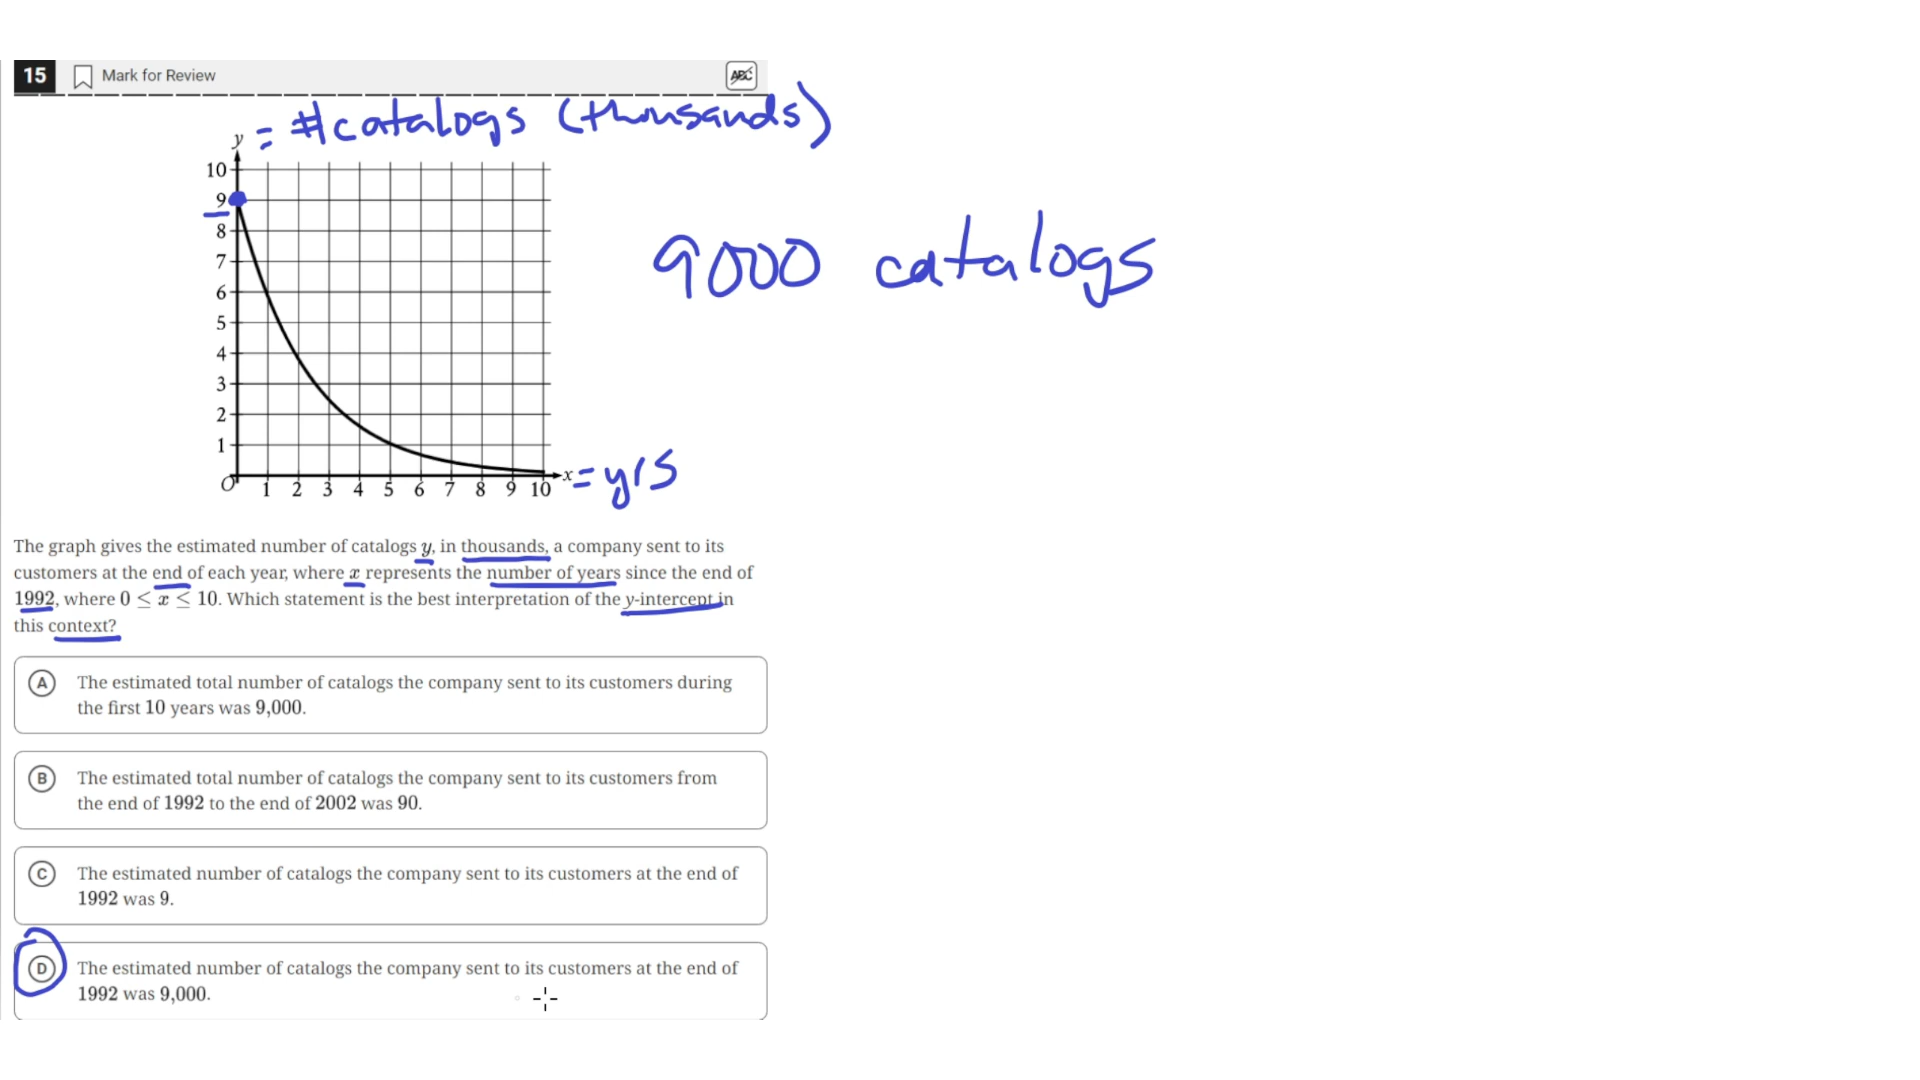 15 Mark for Review ABC
y = #catalogs (thousands)
10
9
8
7
6
5
4
3
2
1
9000 catalogs
O 1 2 3 4 5 6 7 8 9 10 x = yrs
The graph gives the estimated number of catalogs y, in thousands, a company sent to its
customers at the end of each year, where x represents the number of years since the end of
1992, where 0 ≤ x ≤ 10. Which statement is the best interpretation of the y-intercept in
this context?
A The estimated total number of catalogs the company sent to its customers during
the first 10 years was 9,000.
B The estimated total number of catalogs the company sent to its customers from
the end of 1992 to the end of 2002 was 90.
C The estimated number of catalogs the company sent to its customers at the end of
1992 was 9.
D The estimated number of catalogs the company sent to its customers at the end of
1992 was 9,000.